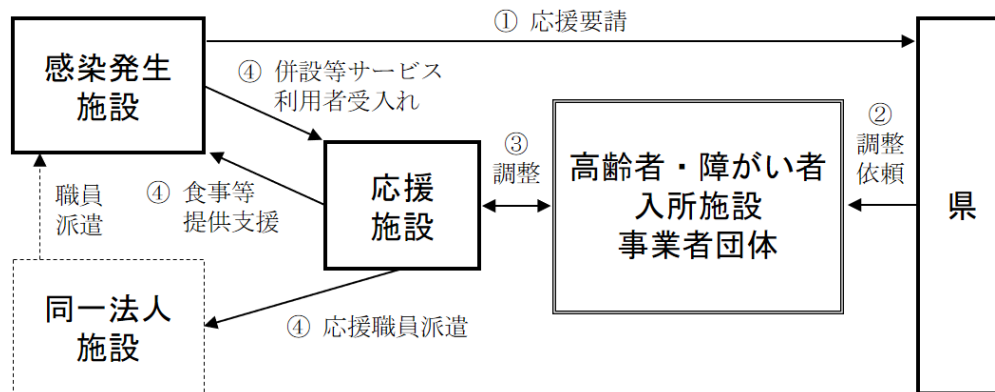 ① 応援要請
感染発生
施設
④ 併設等サービス
利用者受入れ
②
調整
依頼
③
調整
高齢者・障がい者
入所施設
事業者団体
県
応援
施設
職員
派遣
④ 食事等
提供支援
同一法人
施設
④ 応援職員派遣